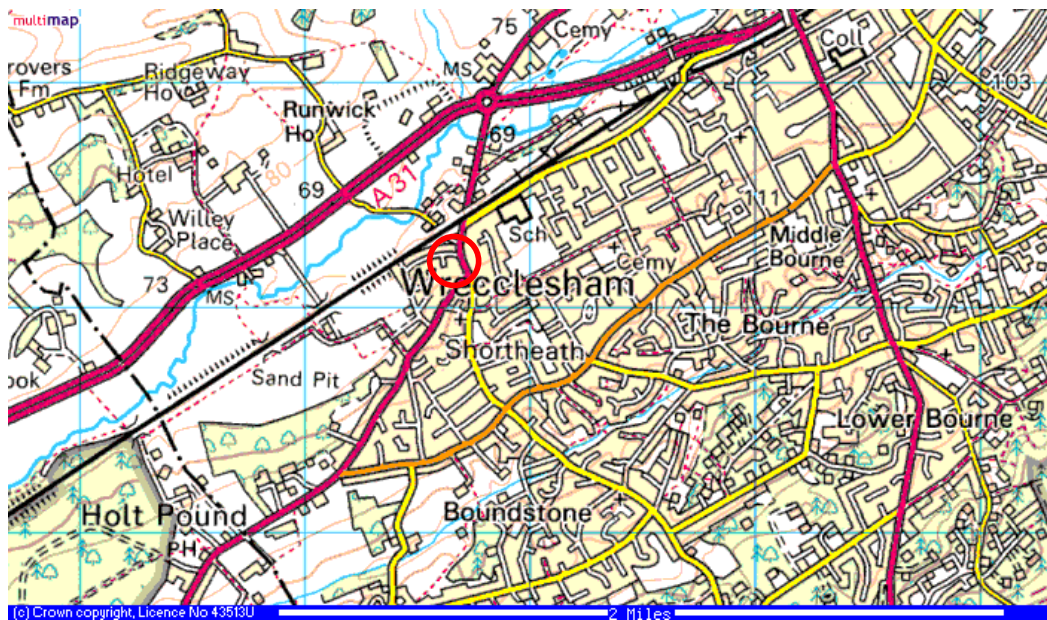 multimap
75
Cemy
Coll
rovers
Fm
Ridgeway
Ho
MS
103
Runwick
Ho
69
Hotel
80
69
A 31
111
Willey
Place
Sch
Cemy
Middle
Bourne
73
MS
Wrecclesham
The Bourne
Shortheath
ook
Sand Pit
Lower Bourne
Holt Pound
Boundstone
PH
(c) Crown copyright, Licence No 43513U
2 Miles